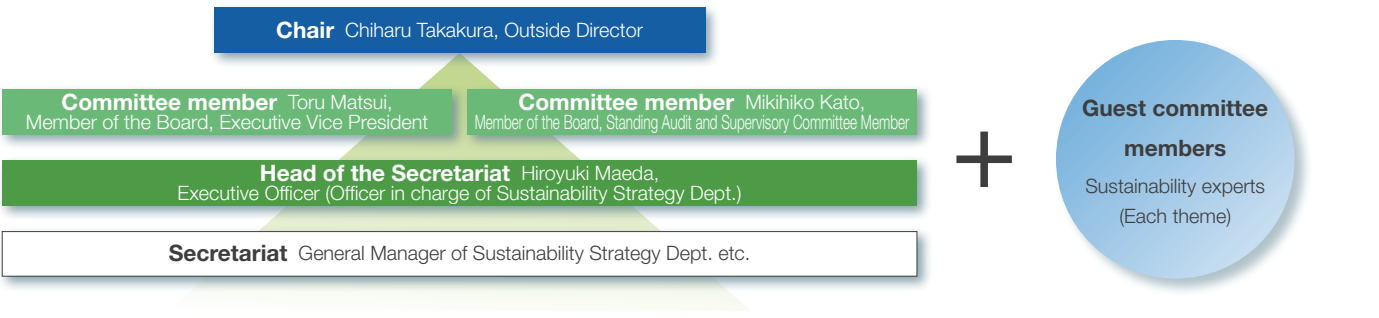 Chair Chiharu Takakura, Outside Director
Committee member Toru Matsui,
Member of the Board, Executive Vice President
Committee member Mikihiko Kato,
Member of the Board, Standing Audit and Supervisory Committee Member
Head of the Secretariat Hiroyuki Maeda,
Executive Officer (Officer in charge of Sustainability Strategy Dept.)
Secretariat General Manager of Sustainability Strategy Dept. etc.
+
Guest committee
members
Sustainability experts
(Each theme)